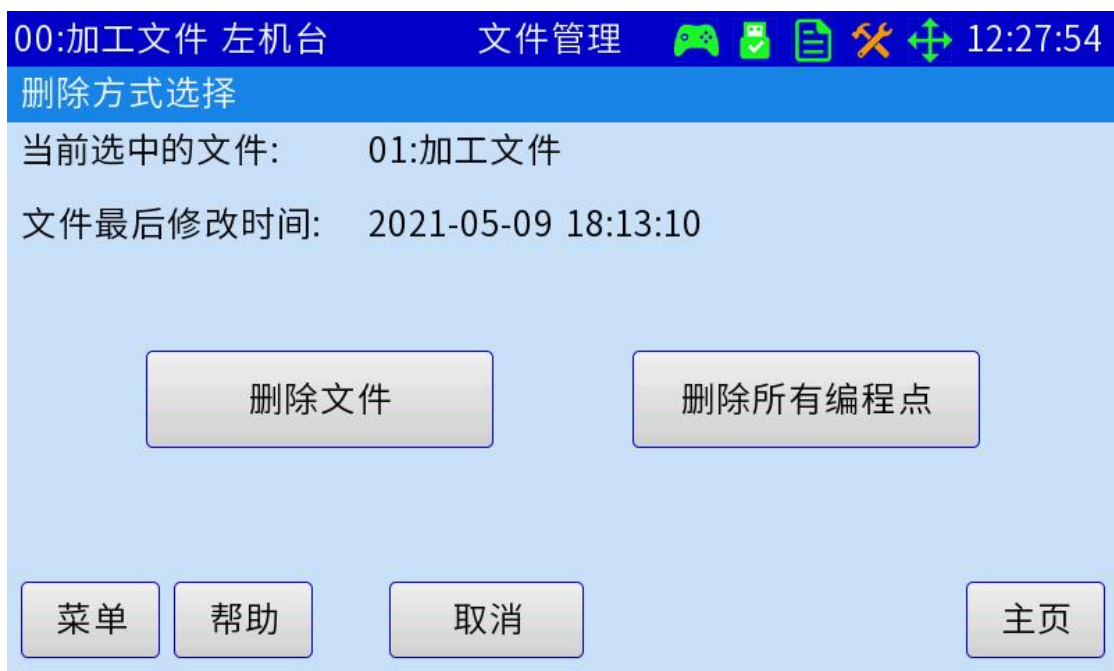 00:加工文件 左机台 文件管理 12:27:54
删除方式选择
当前选中的文件: 01:加工文件
文件最后修改时间: 2021-05-09 18:13:10
删除文件 删除所有编程点
菜单 帮助 取消 主页